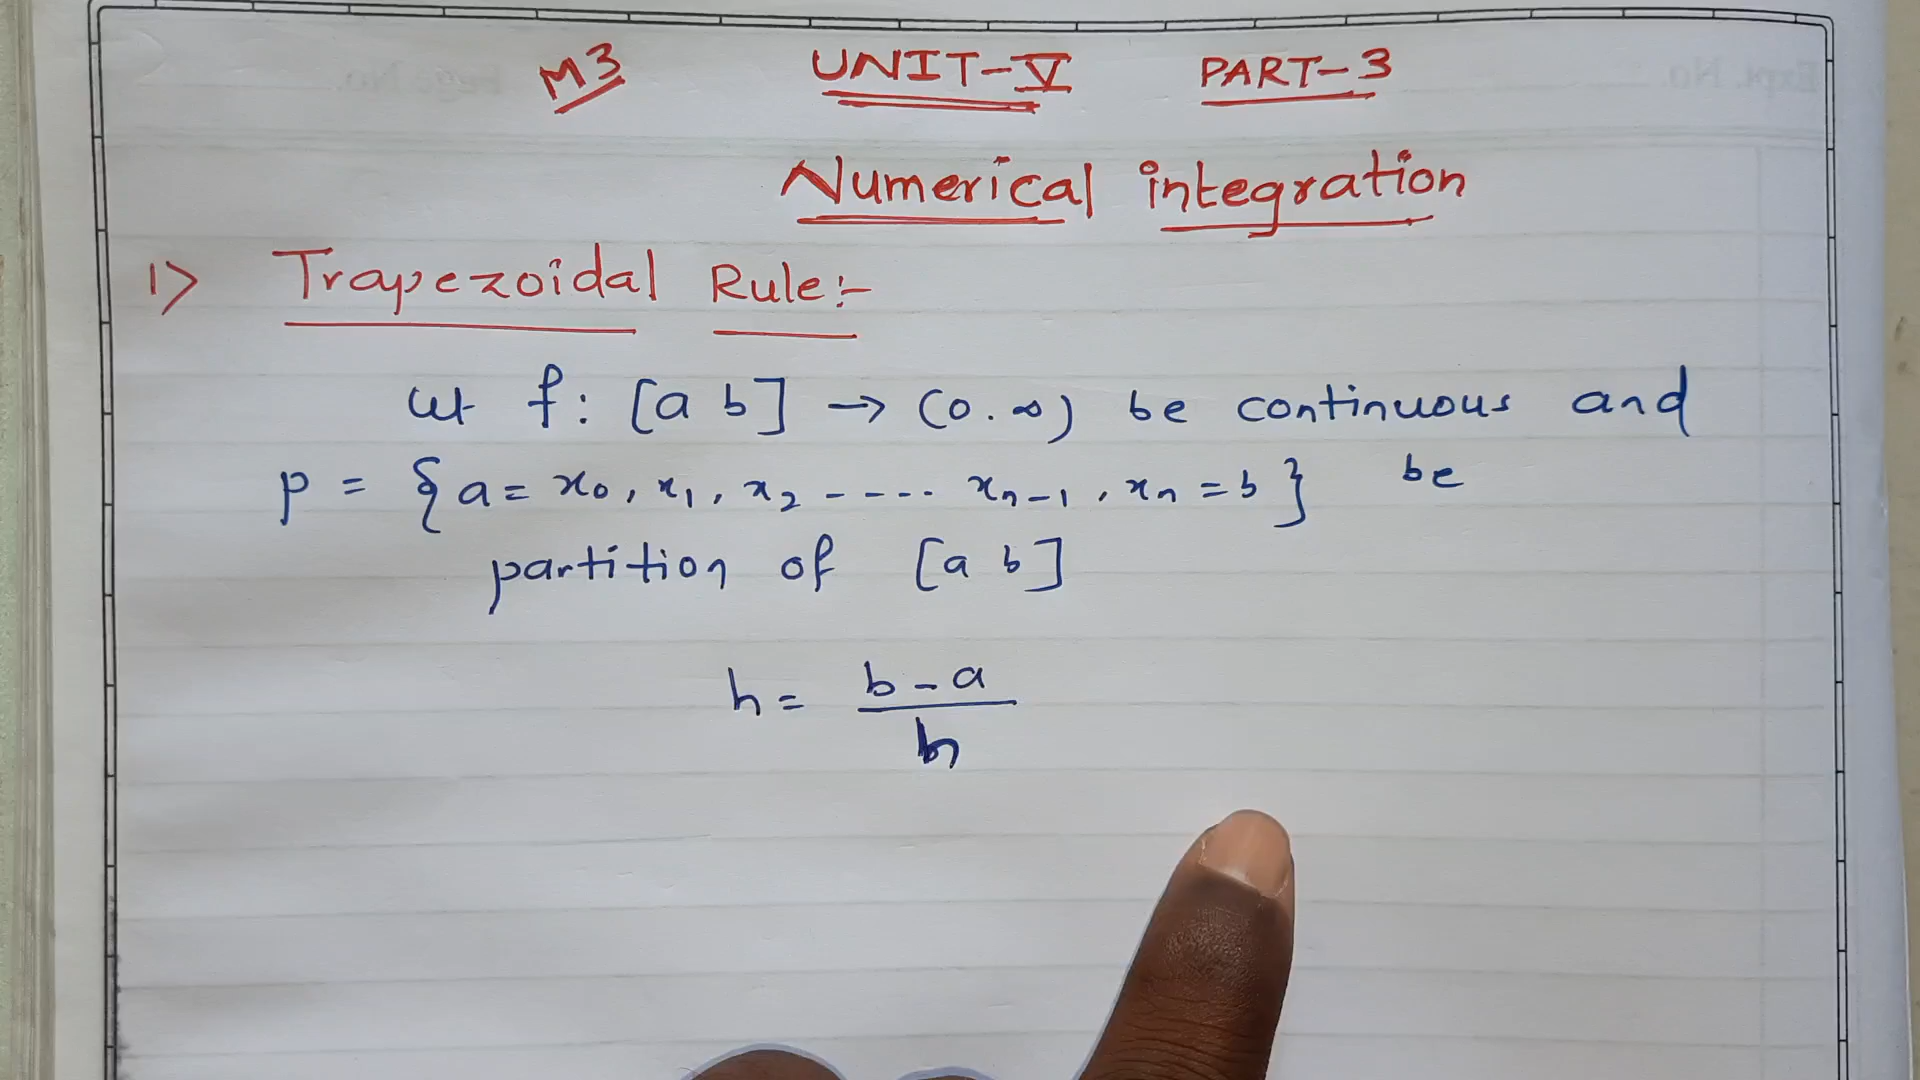 M3 UNIT-V PART-3
Numerical integration
1> Trapezoidal Rule:-
Let f: [a b] → (0.∞) be continuous and
p = {a = x₀, x₁, x₂ ----.. xₙ₋₁, xₙ = b} be
partition of [a b]
h = b-a
n